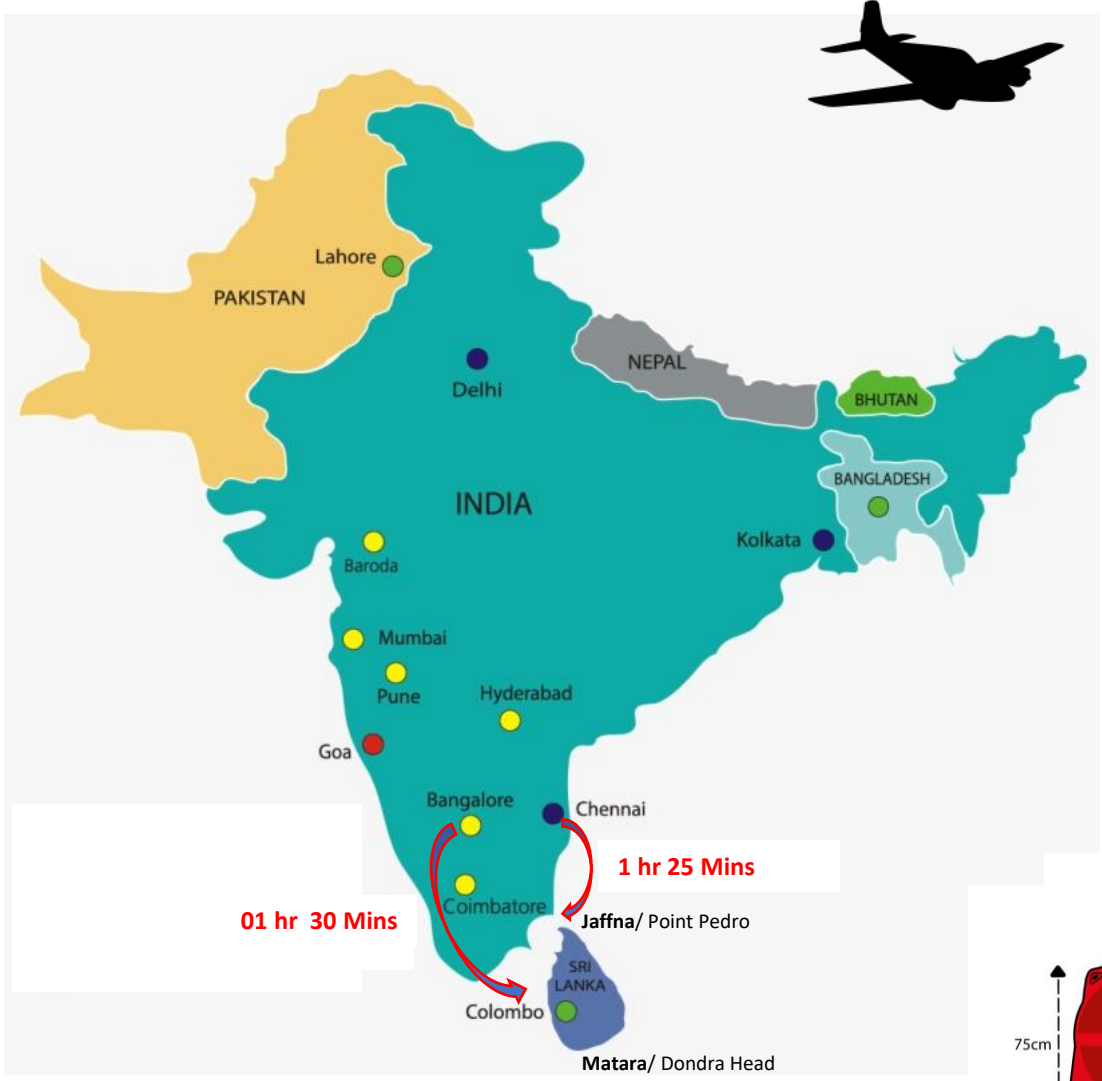 Lahore
PAKISTAN
NEPAL
Delhi
BHUTAN
BANGLADESH
INDIA
Kolkata
Baroda
Mumbai
Pune
Hyderabad
Goa
Bangalore
Chennai
1 hr 25 Mins
Coimbatore
01 hr 30 Mins
Jaffna/ Point Pedro
SRI
LANKA
Colombo
75cm
Matara/ Dondra Head